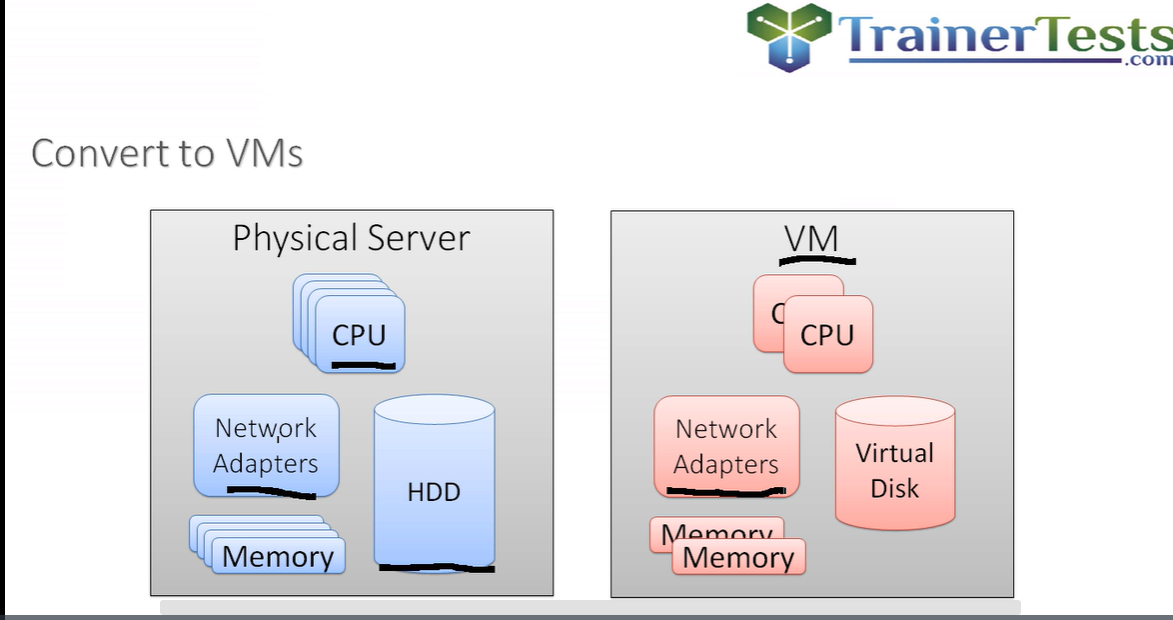 TrainerTests
.com
Convert to VMs
Physical Server
CPU
Network
Adapters
HDD
Memory
VM
C
CPU
Network
Adapters
Virtual
Disk
Memory
Memory